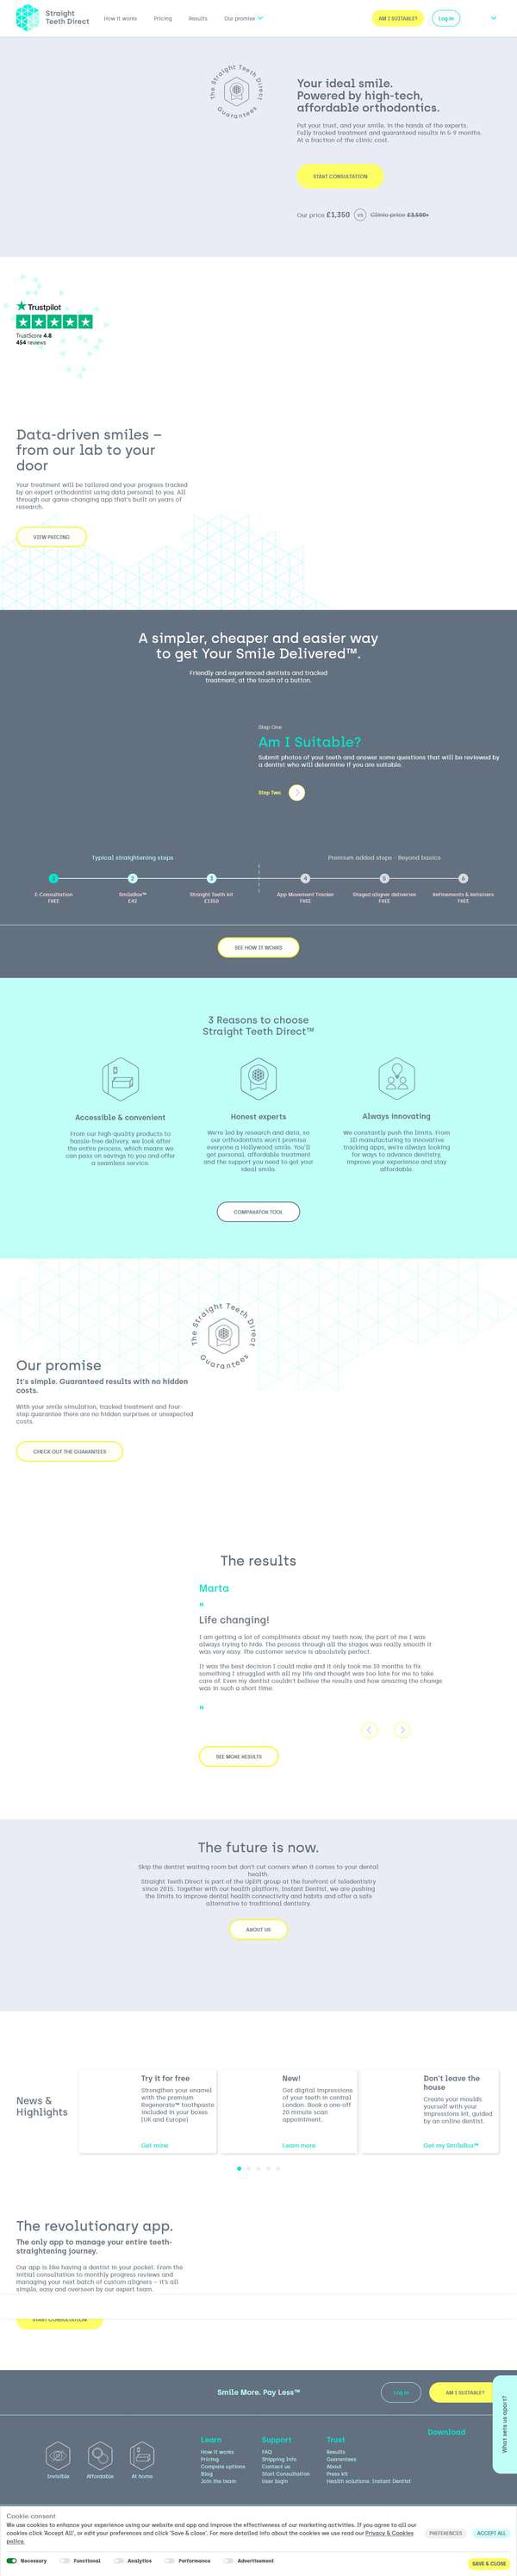 Straight
Teeth Direct
How it works
Pricing
Results
Our promise
AM I SUITABLE?
Log in
Straight Teeth Direct
Guarantees
Your ideal smile.
Powered by high-tech,
affordable orthodontics.
Put your trust, and your smile, in the hands of the experts.
Fully tracked treatment and guaranteed results in 5-9 months.
At a fraction of the clinic cost.
START CONSULTATION
Our price £1,350 vs Clinic price £3,500+
Trustpilot
TrustScore 4.8
454 reviews
Data-driven smiles –
from our lab to your
door
Your treatment will be tailored and your progress tracked
by an expert orthodontist using data personal to you. All
through our game-changing app that's built on years of
research.
VIEW PRICING
A simpler, cheaper and easier way
to get Your Smile Delivered™.
Friendly and experienced dentists and tracked
treatment, at the touch of a button.
Step One
Am I Suitable?
Submit photos of your teeth and answer some questions that will be reviewed by
a dentist who will determine if you are suitable.
Step Two
Typical straightening steps
Premium added steps - Beyond basics
1
2
3
4
5
6
E-Consultation
FREE
SmileBox™
£42
Straight Teeth kit
£1350
App Movement Tracker
FREE
Staged aligner deliveries
FREE
Refinements & Retainers
FREE
SEE HOW IT WORKS
3 Reasons to choose
Straight Teeth Direct™
Accessible & convenient
From our high-quality products to
hassle-free delivery, we look after
the entire process, which means we
can pass on savings to you and offer
a seamless service.
Honest experts
We're led by research and data, so
our orthodontists won't promise
everyone a Hollywood smile. You'll
get personal, affordable treatment
and the support you need to get your
ideal smile.
Always innovating
We constantly push the limits. From
3D manufacturing to innovative
tracking apps, we're always looking
for ways to advance dentistry,
improve your experience and stay
affordable.
COMPARATOR TOOL
Straight Teeth Direct
Guarantees
Our promise
It's simple. Guaranteed results with no hidden
costs.
With your smile simulation, tracked treatment and four-
step guarantee there are no hidden surprises or unexpected
costs.
CHECK OUT THE GUARANTEES
The results
Marta
"
Life changing!
I am getting a lot of compliments about my teeth now, the part of me I was
always trying to hide. The process through all the stages was really smooth it
was very easy. The customer service is absolutely perfect.
It was the best decision I could make and it only took me 10 months to fix
something I struggled with all my life and thought was too late for me to take
care of. Even my dentist couldn't believe the results and how amazing the change
was in such a short time.
"
SEE MORE RESULTS
The future is now.
Skip the dentist waiting room but don't cut corners when it comes to your dental
health.
Straight Teeth Direct is part of the Uplift group at the forefront of teledentistry
since 2015. Together with our health platform, Instant Dentist, we are pushing
the limits to improve dental health connectivity and habits and offer a safe
alternative to traditional dentistry.
ABOUT US
News &
Highlights
Try it for free
Strengthen your enamel
with the premium
Regenerate™ toothpaste
included in your boxes
(UK and Europe)
Get mine
New!
Get digital impressions
of your teeth in central
London. Book a one-off
20 minute scan
appointment.
Learn more
Don't leave the
house
Create your moulds
yourself with your
impressions kit, guided
by an online dentist.
Get my SmileBox™
The revolutionary app.
The only app to manage your entire teeth-
straightening journey.
Our app is like having a dentist in your pocket. From the
initial consultation to monthly progress reviews and
managing your next batch of custom aligners – it's all
simple, easy and overseen by our expert team.
START CONSULTATION
Smile More. Pay Less™
Log in
AM I SUITABLE?
What sets us apart?
Invisible
Affordable
At home
Learn
How it works
Pricing
Compare options
Blog
Join the team
Support
FAQ
Shipping Info
Contact us
Start Consultation
User login
Trust
Results
Guarantees
About
Press kit
Health solutions: Instant Dentist
Download
Cookie consent
We use cookies to enhance your experience using our website and app and improve the effectiveness of our marketing activities. If you agree to all our
cookies click 'Accept All', or edit your preferences and click 'Save & close'. For more detailed info about the cookies we use read our Privacy & Cookies
policy.
PREFERENCES
ACCEPT ALL
Necessary
Functional
Analytics
Performance
Advertisement
SAVE & CLOSE